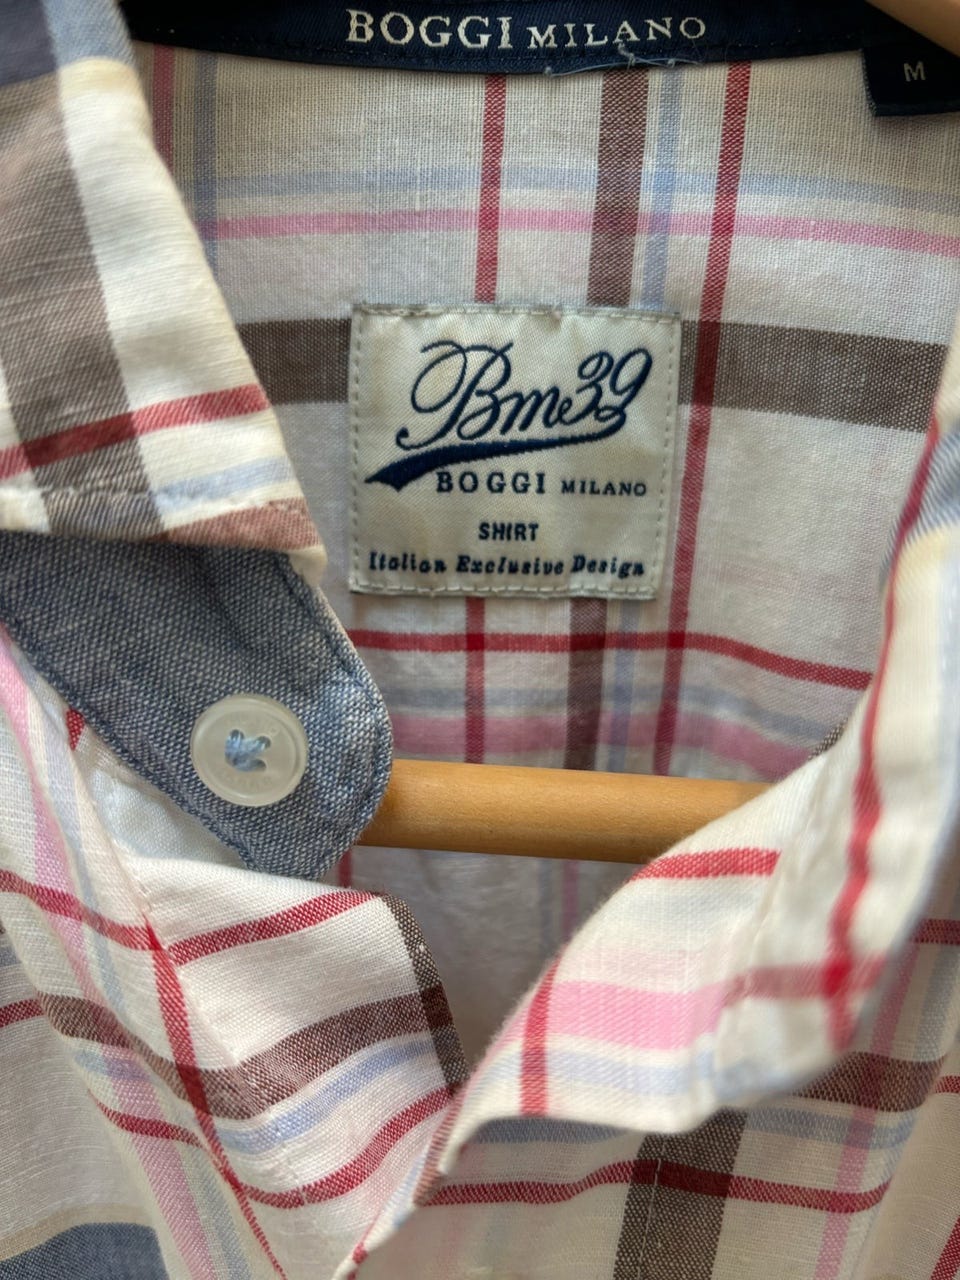 BOGGI MILANO
M
Bm39
BOGGI MILANO
SHIRT
Italian Exclusive Design